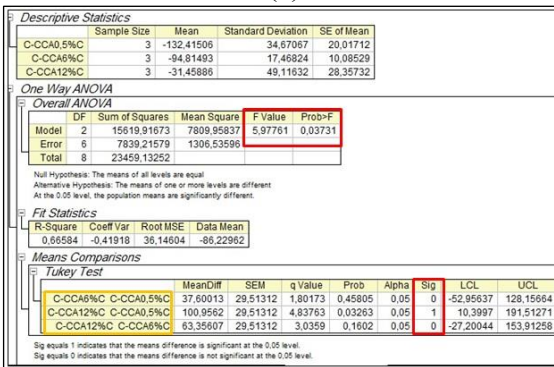 Descriptive Statistics
Sample Size Mean Standard Deviation SE of Mean
C-CCA0,5%C 3 -132,41506 34,67067 20,01712
C-CCA6%C 3 -94,81493 17,46824 10,08529
C-CCA12%C 3 -31,45886 49,11632 28,35732
One Way ANOVA
Overall ANOVA
DF Sum of Squares Mean Square F Value Prob>F
Model 2 15619,91673 7809,95837 5,97761 0,03731
Error 6 7839,21579 1306,53596
Total 8 23459,13252
Null Hypothesis: The means of all levels are equal
Alternative Hypothesis: The means of one or more levels are different
At the 0.05 level, the population means are significantly different.
Fit Statistics
R-Square Coeff Var Root MSE Data Mean
0,66584 -0,41918 36,14604 -86,22962
Means Comparisons
Tukey Test
MeanDiff SEM q Value Prob Alpha Sig LCL UCL
C-CCA6%C C-CCA0,5%C 37,60013 29,51312 1,80173 0,45805 0,05 0 -52,95637 128,15664
C-CCA12%C C-CCA0,5%C 100,9562 29,51312 4,83763 0,03263 0,05 1 10,3997 191,51271
C-CCA12%C C-CCA6%C 63,35607 29,51312 3,0359 0,1602 0,05 0 -27,20044 153,91258
Sig equals 1 indicates that the means difference is significant at the 0,05 level.
Sig equals 0 indicates that the means difference is not significant at the 0,05 level.